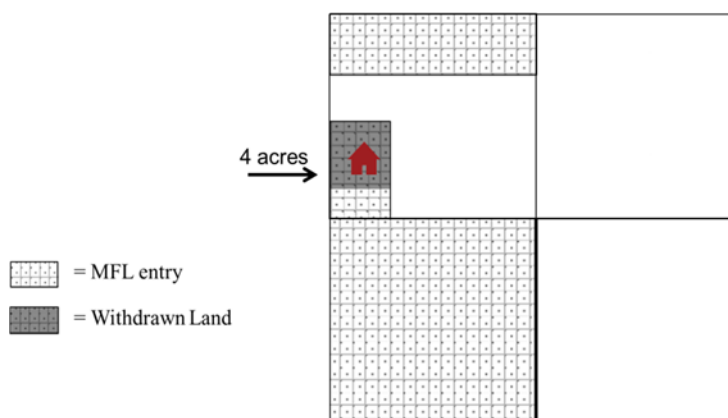 4 acres
= MFL entry
= Withdrawn Land